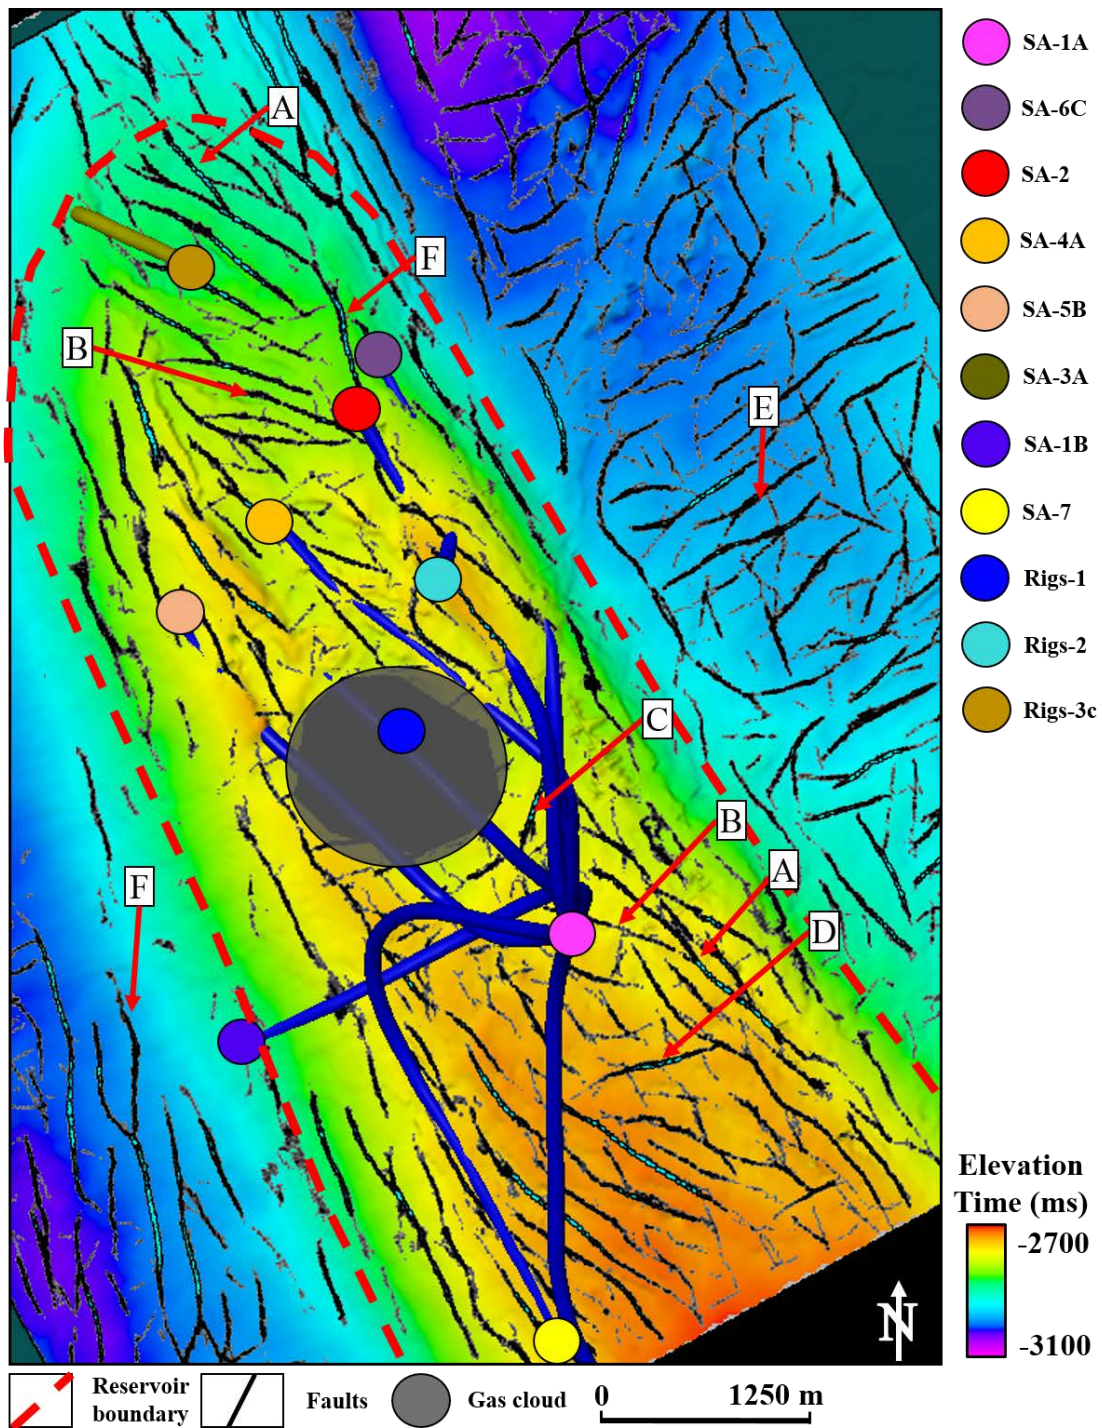 SA-1A
SA-6C
SA-2
SA-4A
SA-5B
SA-3A
SA-1B
SA-7
Rigs-1
Rigs-2
Rigs-3c
A
F
B
E
C
B
A
F
D
Elevation
Time (ms)
-2700
-3100
N
Reservoir
boundary
Faults
Gas cloud
0 1250 m